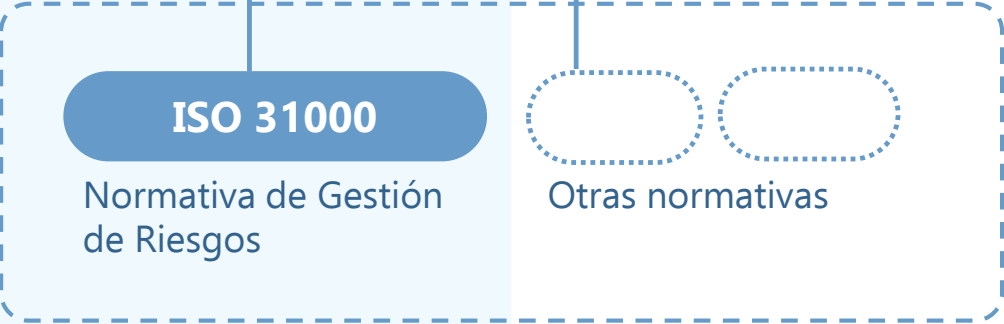 ISO 31000
Normativa de Gestión
de Riesgos
Otras normativas